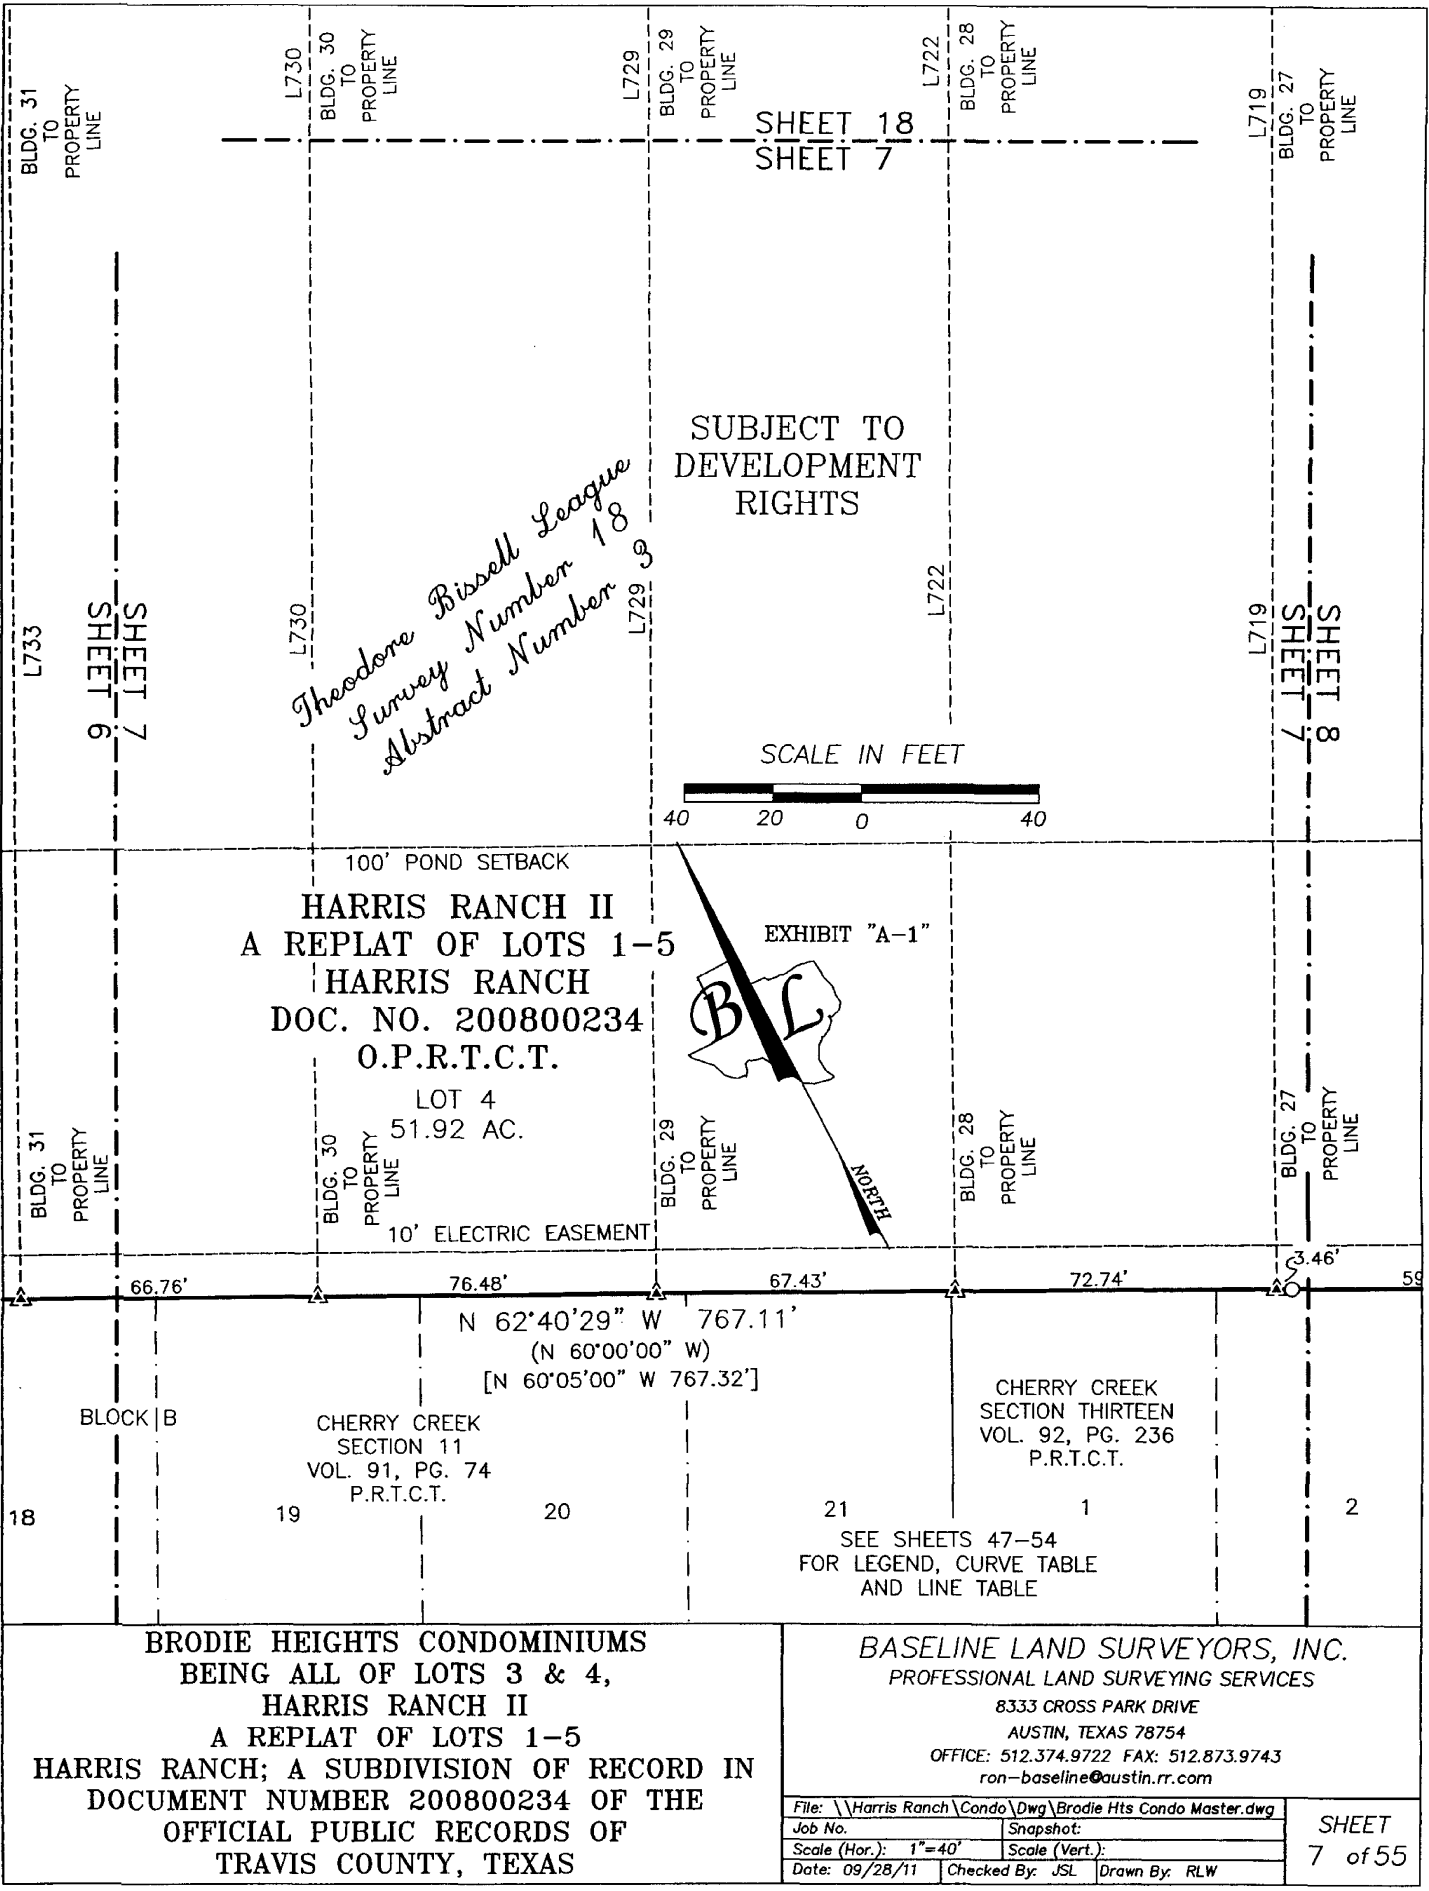 BLDG. 31
TO
PROPERTY
LINE
L730
BLDG. 30
TO
PROPERTY
LINE
L729
BLDG. 29
TO
PROPERTY
LINE
L722
BLDG. 28
TO
PROPERTY
LINE
L719
BLDG. 27
TO
PROPERTY
LINE
SHEET 18
SHEET 7
SUBJECT TO
DEVELOPMENT
RIGHTS
Theodore Bissell League
Survey Number 18
Abstract Number 3
L733
SHEET 7
SHEET 6
L730
L729
L722
L719
SHEET 8
SHEET 7
SCALE IN FEET
40 20 0 40
100' POND SETBACK
HARRIS RANCH II
A REPLAT OF LOTS 1-5
HARRIS RANCH
DOC. NO. 200800234
O.P.R.T.C.T.
LOT 4
51.92 AC.
EXHIBIT "A-1"
B L
NORTH
BLDG. 31
TO
PROPERTY
LINE
BLDG. 30
TO
PROPERTY
LINE
BLDG. 29
TO
PROPERTY
LINE
BLDG. 28
TO
PROPERTY
LINE
BLDG. 27
TO
PROPERTY
LINE
10' ELECTRIC EASEMENT
66.76' 76.48' 67.43' 72.74' 3.46' 59
N 62°40'29" W 767.11'
(N 60°00'00" W)
[N 60°05'00" W 767.32']
BLOCK B
CHERRY CREEK
SECTION 11
VOL. 91, PG. 74
P.R.T.C.T.
CHERRY CREEK
SECTION THIRTEEN
VOL. 92, PG. 236
P.R.T.C.T.
18 19 20 21 1 2
SEE SHEETS 47-54
FOR LEGEND, CURVE TABLE
AND LINE TABLE
BRODIE HEIGHTS CONDOMINIUMS
BEING ALL OF LOTS 3 & 4,
HARRIS RANCH II
A REPLAT OF LOTS 1-5
HARRIS RANCH; A SUBDIVISION OF RECORD IN
DOCUMENT NUMBER 200800234 OF THE
OFFICIAL PUBLIC RECORDS OF
TRAVIS COUNTY, TEXAS
BASELINE LAND SURVEYORS, INC.
PROFESSIONAL LAND SURVEYING SERVICES
8333 CROSS PARK DRIVE
AUSTIN, TEXAS 78754
OFFICE: 512.374.9722 FAX: 512.873.9743
ron-baseline@austin.rr.com
File: \\Harris Ranch\Condo\Dwg\Brodie Hts Condo Master.dwg
Job No. Snapshot:
Scale (Hor.): 1"=40' Scale (Vert.):
Date: 09/28/11 Checked By: JSL Drawn By: RLW
SHEET
7 of 55